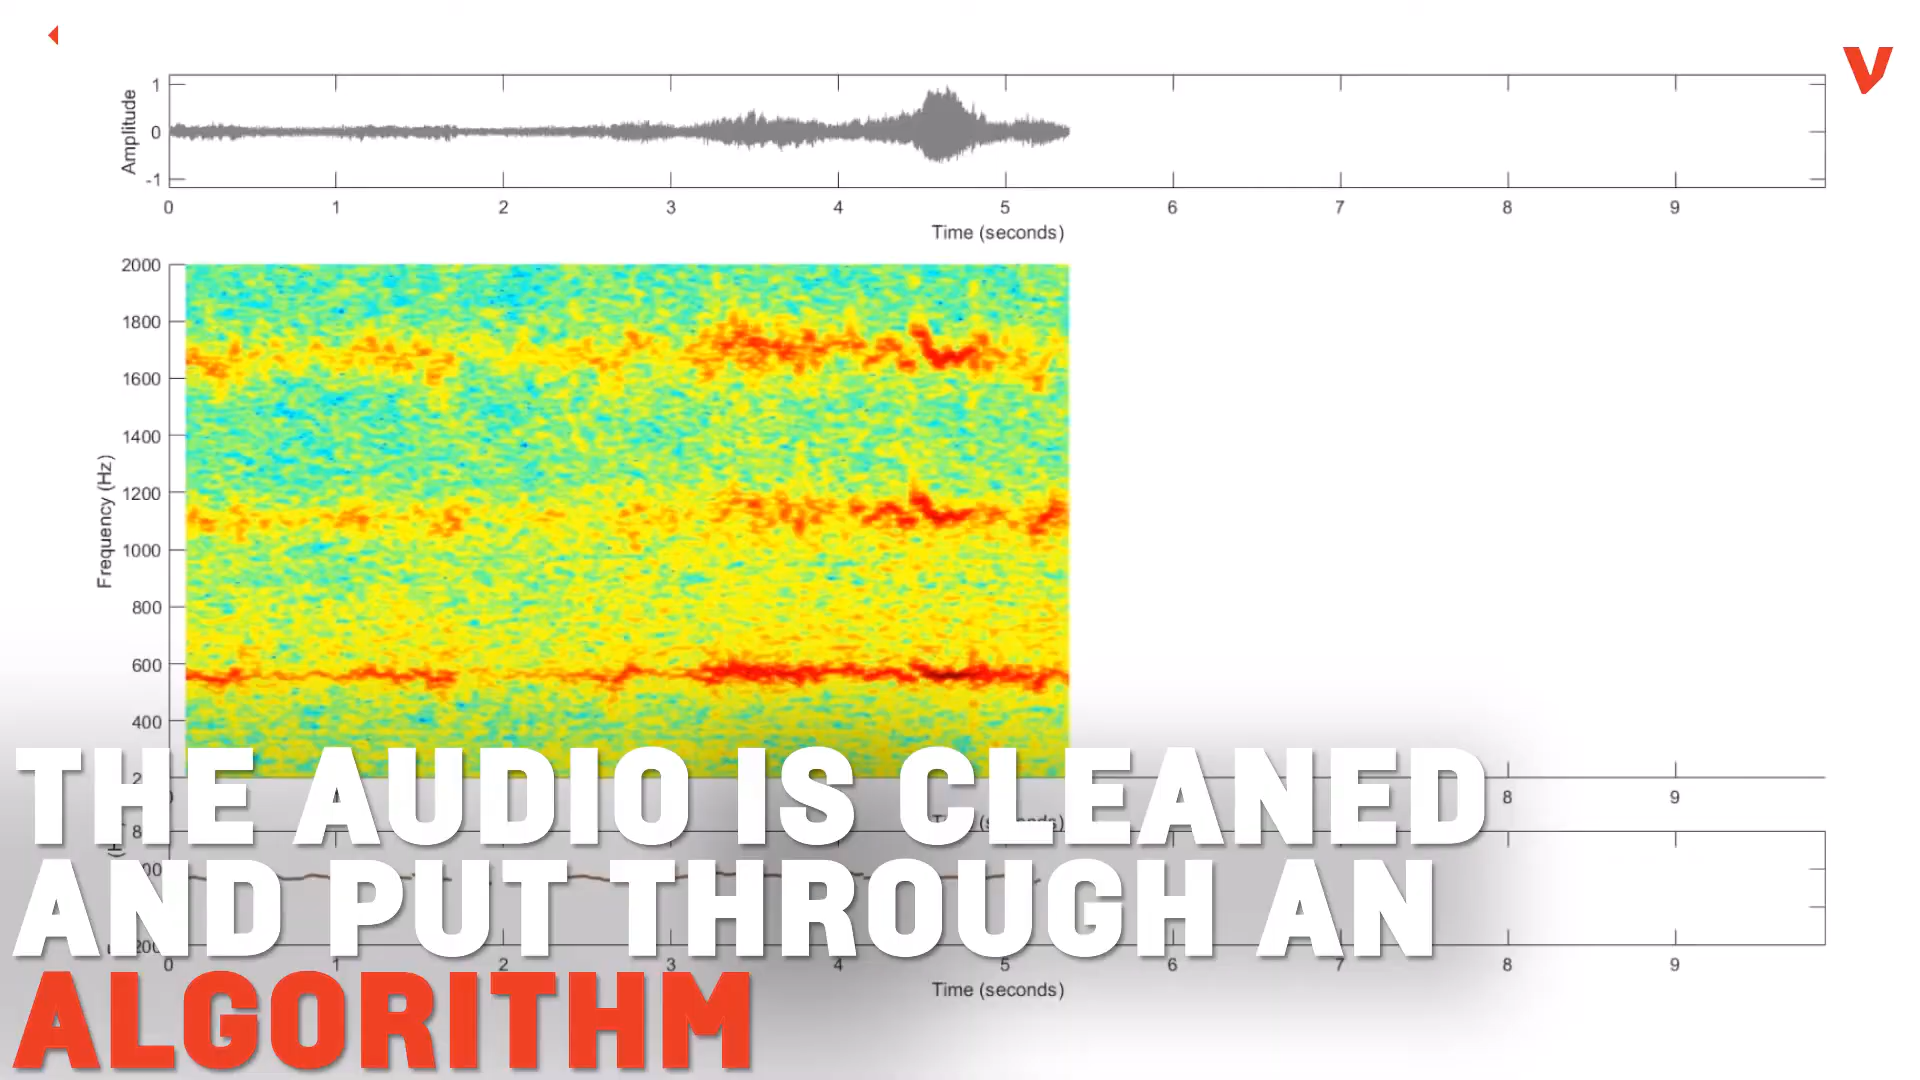 V
1
0
-1
Amplitude
0 1 2 3 4 5 6 7 8 9
Time (seconds)
2000
1800
1600
1400
1200
1000
800
600
400
Frequency (Hz)
8 9
THE AUDIO IS CLEANED
AND PUT THROUGH AN
ALGORITHM
0 1 2 3 4 5 6 7 8 9
Time (seconds)